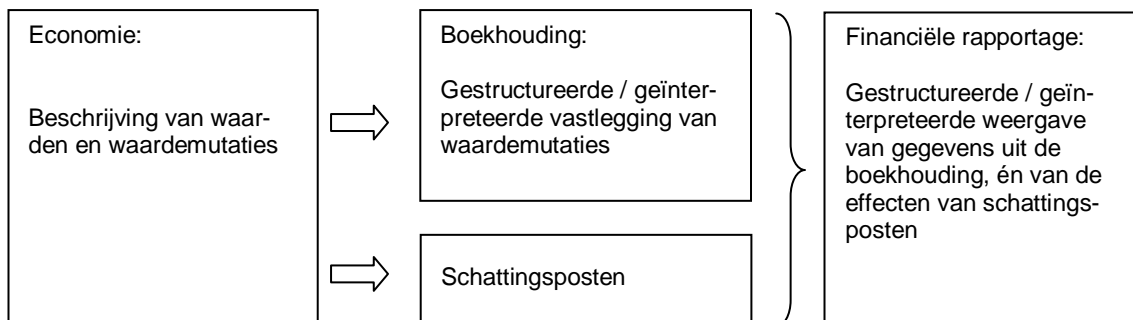 Economie:
Beschrijving van waar-
den en waardemutaties
Boekhouding:
Gestructureerde / geïnter-
preteerde vastlegging van
waardemutaties
Schattingsposten
Financiële rapportage:
Gestructureerde / geïn-
terpreteerde weergave
van gegevens uit de
boekhouding, én van de
effecten van schattings-
posten